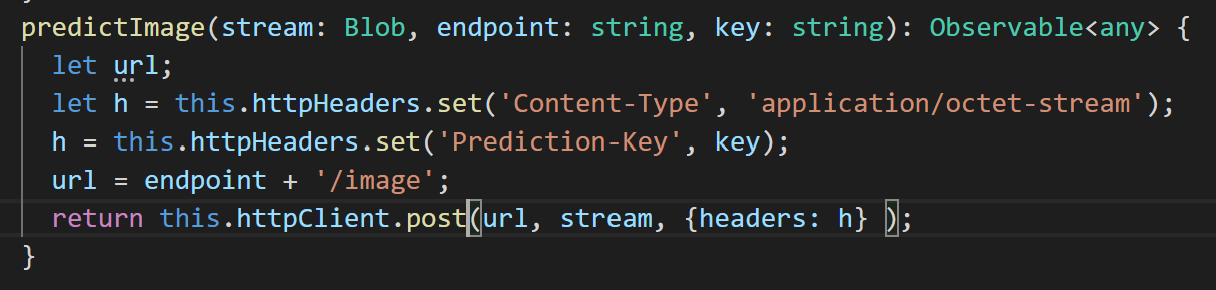 predictImage(stream: Blob, endpoint: string, key: string): Observable<any> {
let url;
let h = this.httpHeaders.set('Content-Type', 'application/octet-stream');
h = this.httpHeaders.set('Prediction-Key', key);
url = endpoint + '/image';
return this.httpClient.post(url, stream, {headers: h} );
}